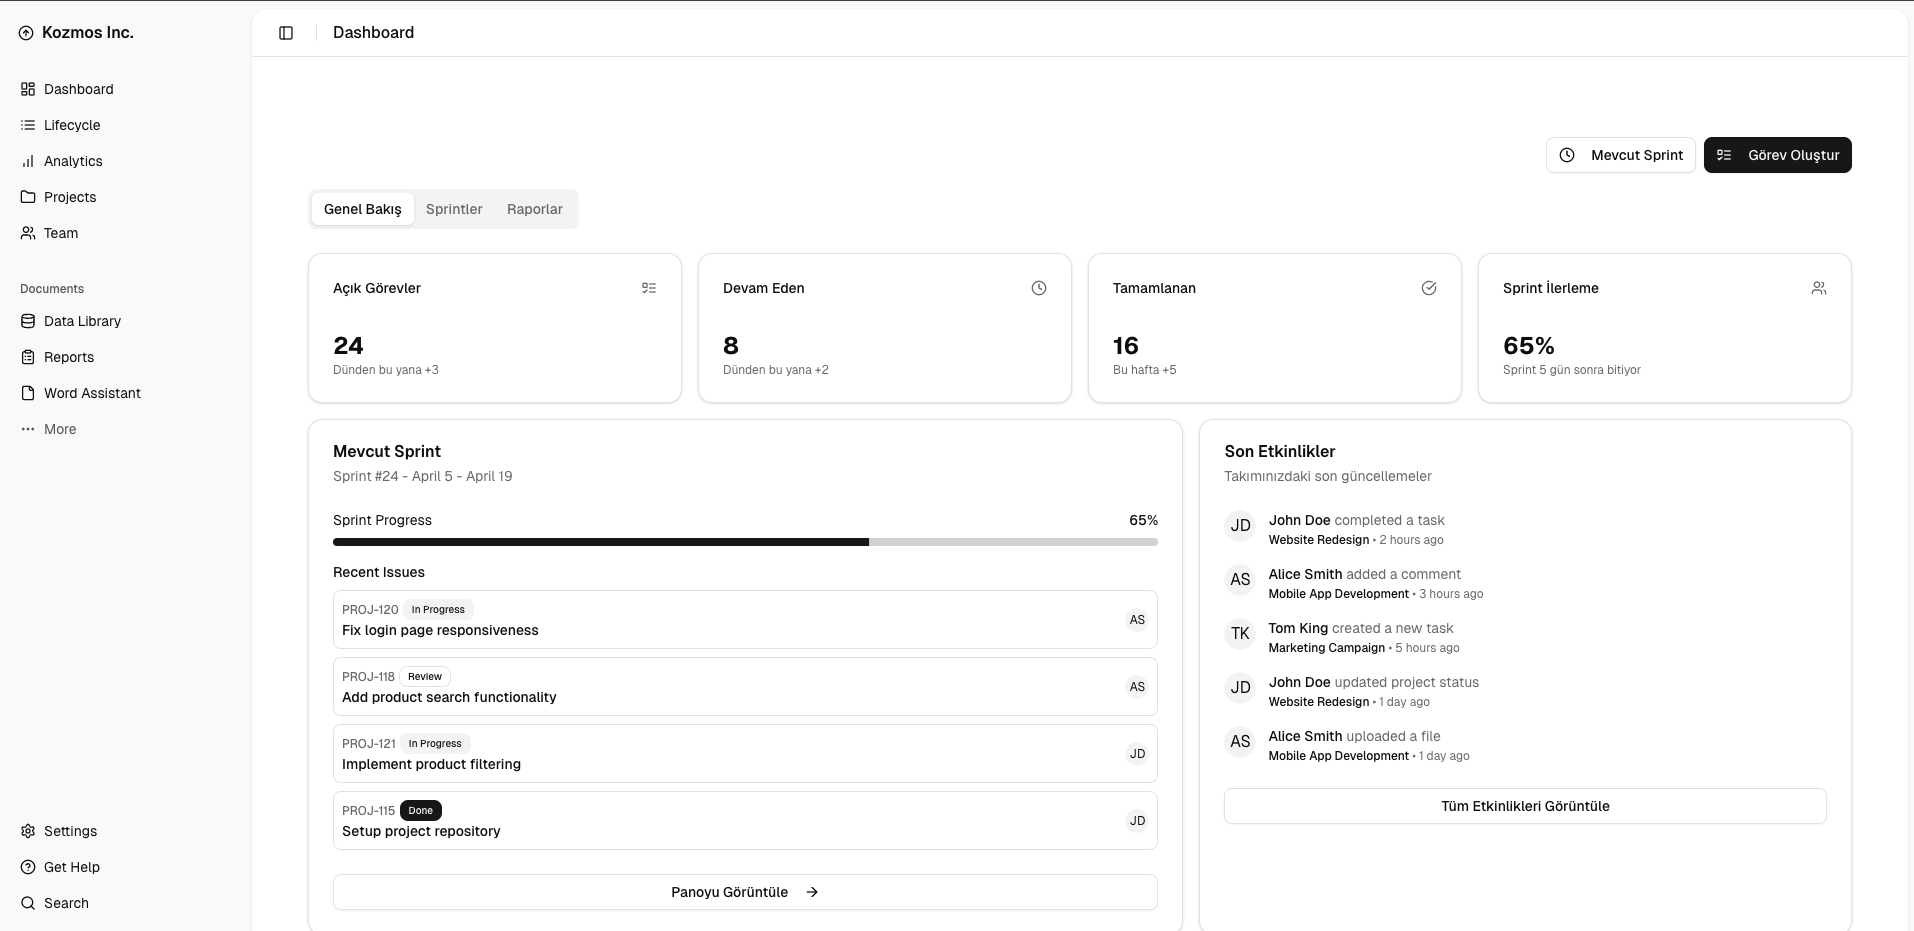 Kozmos Inc.
Dashboard
Lifecycle
Analytics
Projects
Team
Documents
Data Library
Reports
Word Assistant
More
Settings
Get Help
Search
Dashboard
Mevcut Sprint
Görev Oluştur
Genel Bakış
Sprintler
Raporlar
Açık Görevler
24
Dünden bu yana +3
Devam Eden
8
Dünden bu yana +2
Tamamlanan
16
Bu hafta +5
Sprint İlerleme
65%
Sprint 5 gün sonra bitiyor
Mevcut Sprint
Sprint #24 - April 5 - April 19
Sprint Progress 65%
Recent Issues
PROJ-120 In Progress
Fix login page responsiveness
AS
PROJ-118 Review
Add product search functionality
AS
PROJ-121 In Progress
Implement product filtering
JD
PROJ-115 Done
Setup project repository
JD
Panoyu Görüntüle
Son Etkinlikler
Takımınızdaki son güncellemeler
JD
John Doe completed a task
Website Redesign • 2 hours ago
AS
Alice Smith added a comment
Mobile App Development • 3 hours ago
TK
Tom King created a new task
Marketing Campaign • 5 hours ago
JD
John Doe updated project status
Website Redesign • 1 day ago
AS
Alice Smith uploaded a file
Mobile App Development • 1 day ago
Tüm Etkinlikleri Görüntüle